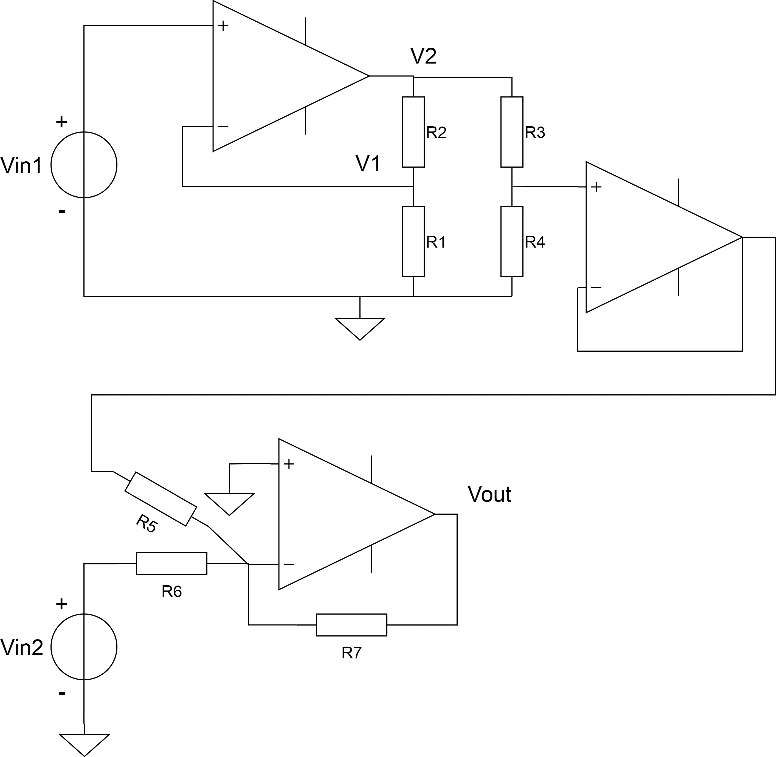 +
V2
+
-
Vin1
R2
R3
V1
+
R1
R4
-
+
Vout
R5
-
R6
+
Vin2
R7
-